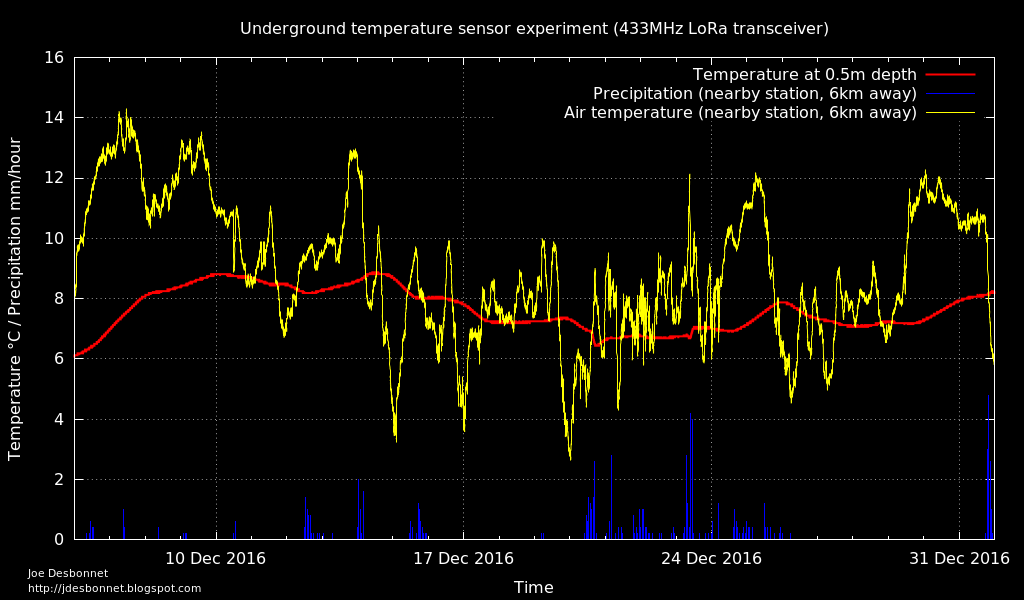 Underground temperature sensor experiment (433MHz LoRa transceiver)
Temperature at 0.5m depth
Precipitation (nearby station, 6km away)
Air temperature (nearby station, 6km away)
Temperature °C / Precipitation mm/hour
16
14
12
10
8
6
4
2
0
10 Dec 2016 17 Dec 2016 24 Dec 2016 31 Dec 2016
Time
Joe Desbonnet
http://jdesbonnet.blogspot.com